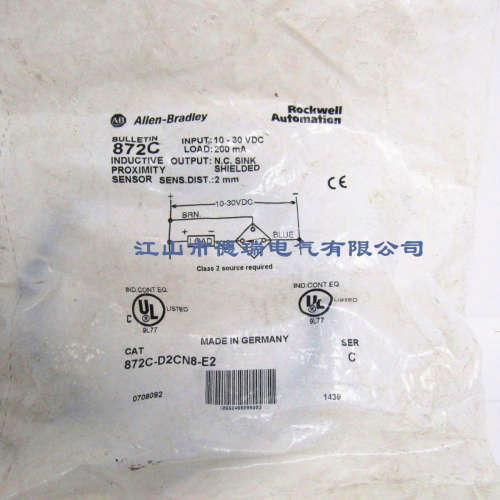 AB Allen-Bradley
Rockwell
Automation
BULLETIN
872C
INPUT: 10 - 30 VDC
LOAD: 200 mA
INDUCTIVE OUTPUT: N.C. SINK
PROXIMITY SHIELDED
SENSOR SENS.DIST.: 2 mm
CE
+ -
10-30VDC
BRN.
+ -
LOAD
BLUE
江山市德瑞电气有限公司
Class 2 source required
IND.CONT.EQ. IND.CONT.EQ.
C UL LISTED UL LISTED
9L77 9L77
MADE IN GERMANY
CAT SER
872C-D2CN8-E2 C
0708092 1439